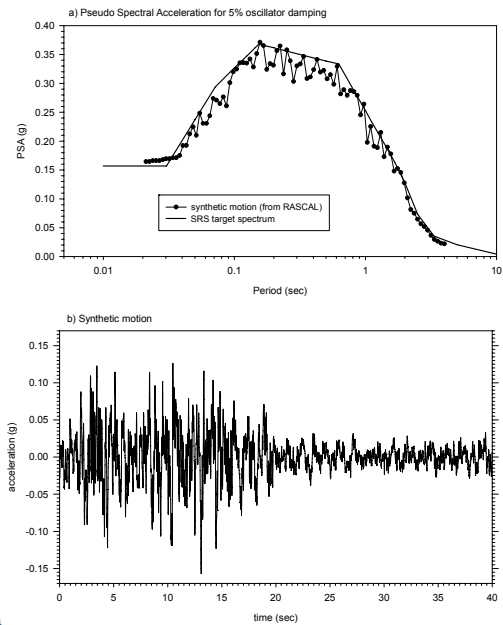 a) Pseudo Spectral Acceleration for 5% oscillator damping
0.40
0.35
0.30
0.25
0.20
0.15
0.10
0.05
0.00
PSA (g)
synthetic motion (from RASCAL)
SRS target spectrum
0.01 0.1 1 10
Period (sec)
b) Synthetic motion
0.15
0.10
0.05
0.00
-0.05
-0.10
-0.15
acceleration (g)
0 5 10 15 20 25 30 35 40
time (sec)